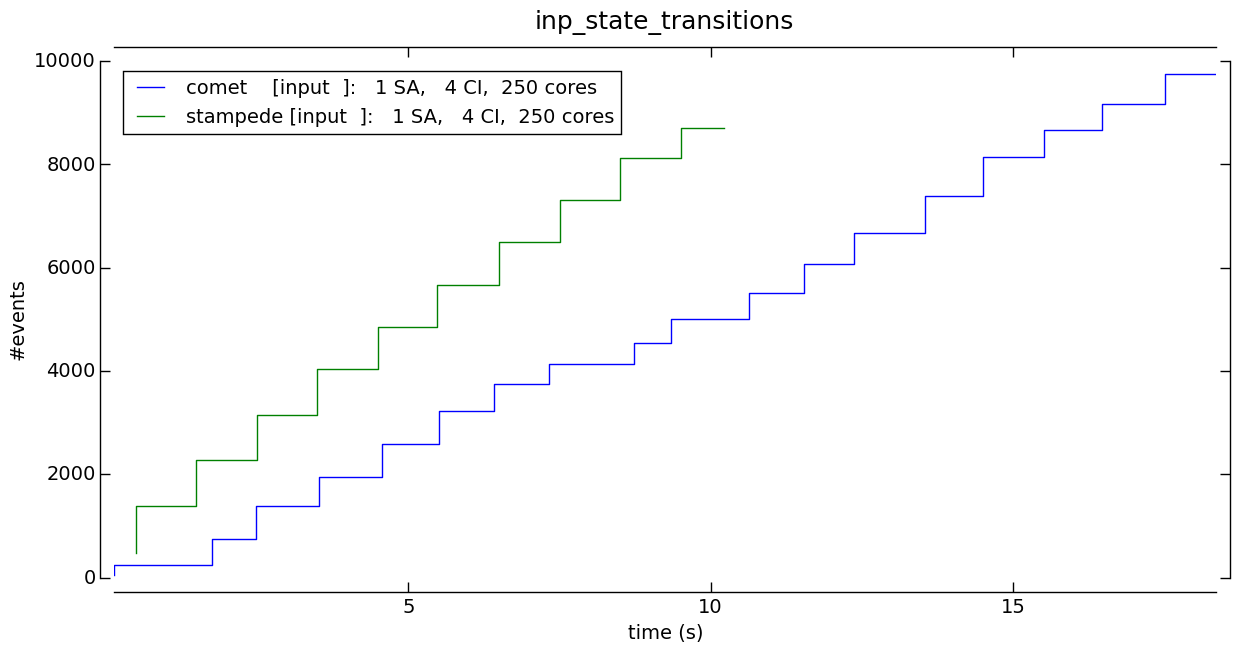 inp_state_transitions
10000
8000
6000
4000
2000
0
#events
comet    [input  ]:   1 SA,   4 CI,  250 cores
stampede [input  ]:   1 SA,   4 CI,  250 cores
5 10 15
time (s)